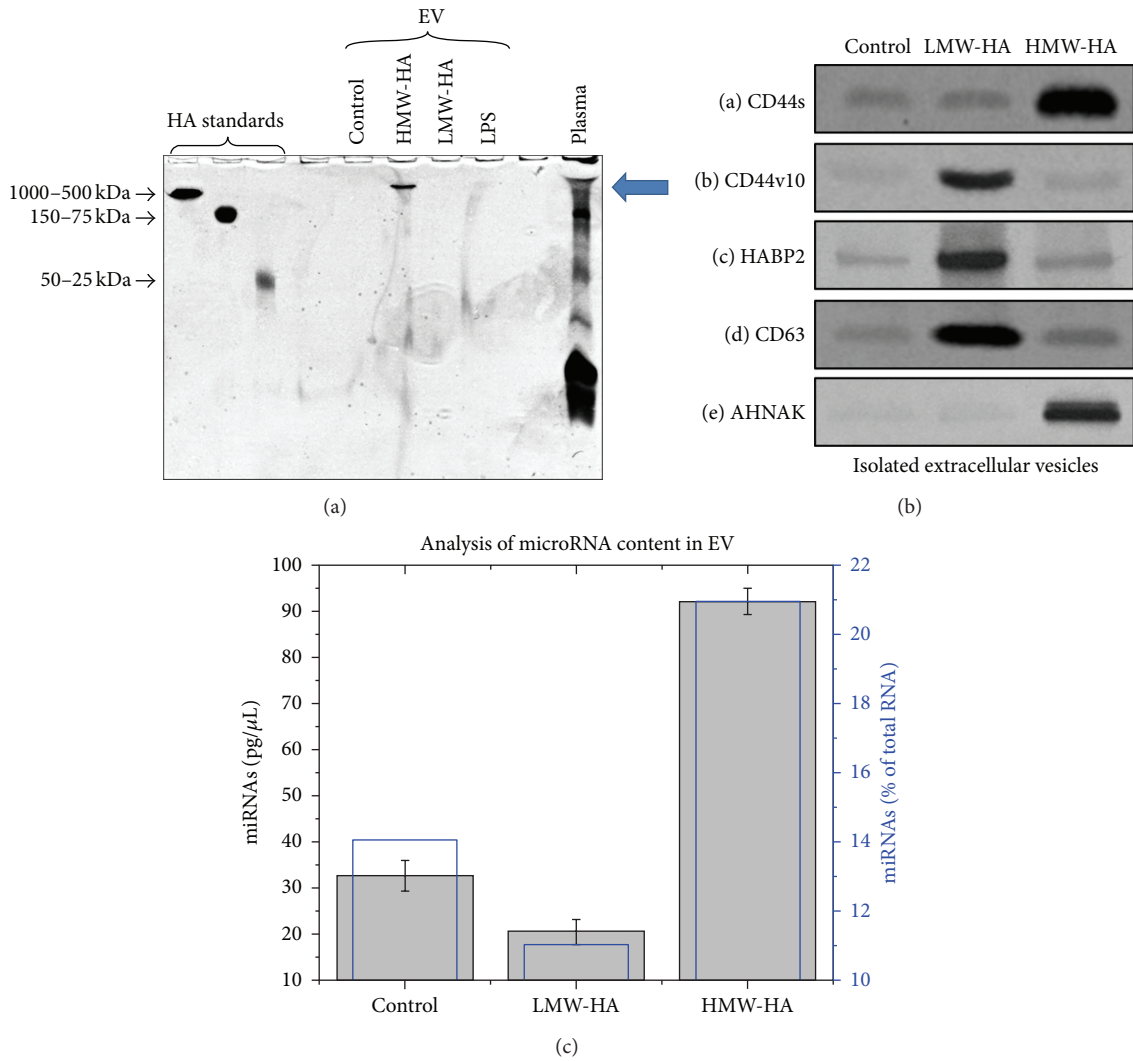 EV
Control
HMW-HA
LMW-HA
LPS
Plasma
HA standards
1000–500 kDa →
150–75 kDa →
50–25 kDa →
(a)
Control LMW-HA HMW-HA
(a) CD44s
(b) CD44v10
(c) HABP2
(d) CD63
(e) AHNAK
Isolated extracellular vesicles
(b)
Analysis of microRNA content in EV
miRNAs (pg/μL)
100
90
80
70
60
50
40
30
20
10
22
20
18
16
14
13
11
10
miRNAs (% of total RNA)
Control LMW-HA HMW-HA
(c)